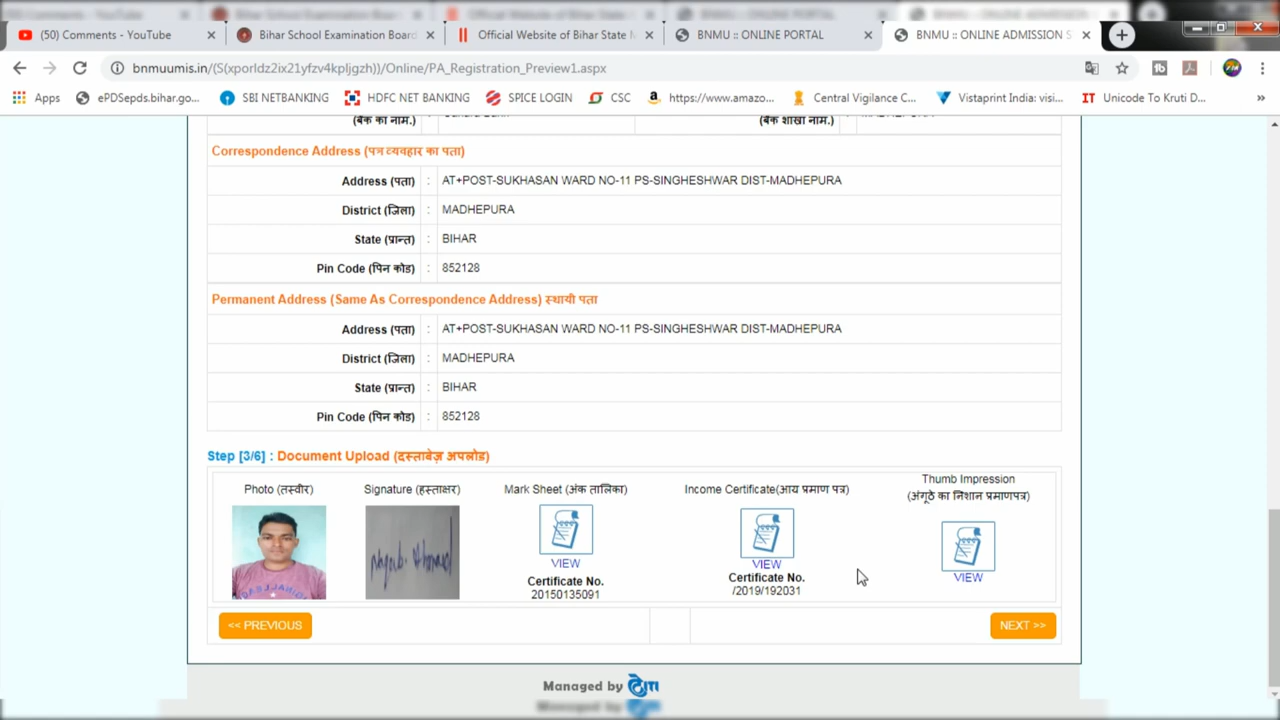 (50) Comments - YouTube
Bihar School Examination Board
Official Website of Bihar State M
BNMU :: ONLINE PORTAL
BNMU :: ONLINE ADMISSION S
bnmuumis.in/(S(xporldz2ix21yfzv4kpljgzh))/Online/PA_Registration_Preview1.aspx
Apps
ePDSepds.bihar.go...
SBI NETBANKING
HDFC NET BANKING
SPICE LOGIN
CSC
https://www.amazo...
Central Vigilance C...
Vistaprint India: visi...
Unicode To Kruti D...
(बैंक का नाम.) :
(बैंक शाखा नाम.) : MADHEPURA
Correspondence Address (पत्र व्यवहार का पता)
Address (पता) : AT+POST-SUKHASAN WARD NO-11 PS-SINGHESHWAR DIST-MADHEPURA
District (जिला) : MADHEPURA
State (प्रान्त) : BIHAR
Pin Code (पिन कोड) : 852128
Permanent Address (Same As Correspondence Address) स्थायी पता
Address (पता) : AT+POST-SUKHASAN WARD NO-11 PS-SINGHESHWAR DIST-MADHEPURA
District (जिला) : MADHEPURA
State (प्रान्त) : BIHAR
Pin Code (पिन कोड) : 852128
Step [3/6] : Document Upload (दस्ताबेज़ अपलोड)
Photo (तस्वीर)
Signature (हस्ताक्षर)
Mark Sheet (अंक तालिका)
VIEW
Certificate No.
20150135091
Income Certificate(आय प्रमाण पत्र)
VIEW
Certificate No.
/2019/192031
Thumb Impression
(अंगूठे का निशान प्रमाणपत्र)
VIEW
<< PREVIOUS
NEXT >>
Managed by ITI